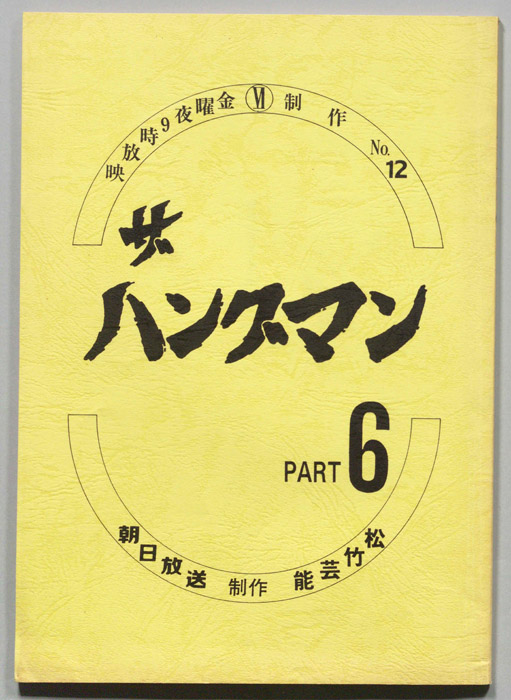 金曜夜9時放映
Ⅵ
制作 No.12
ザ
ハングマン
PART 6
朝日放送
制作
松竹芸能